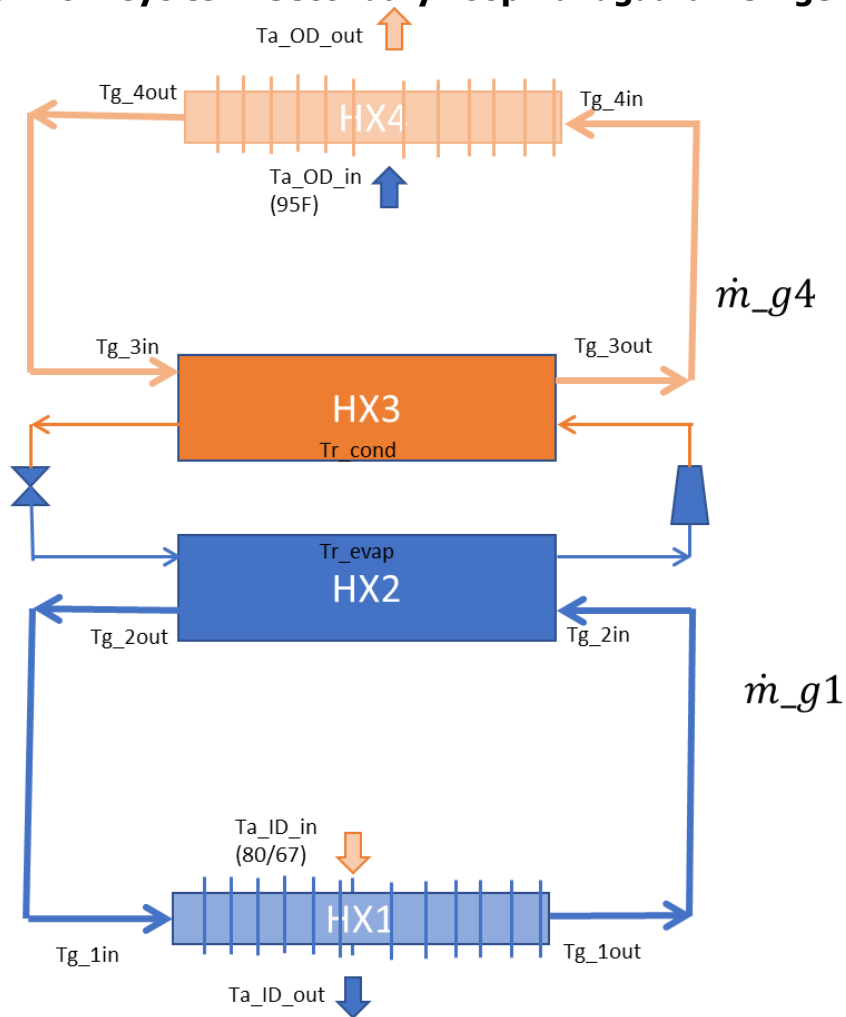 Ta_OD_out
Tg_4out
Tg_4in
HX4
Ta_OD_in
(95F)
ṁ_g4
Tg_3in
Tg_3out
HX3
Tr_cond
Tr_evap
HX2
Tg_2out
Tg_2in
ṁ_g1
Ta_ID_in
(80/67)
HX1
Tg_1in
Tg_1out
Ta_ID_out